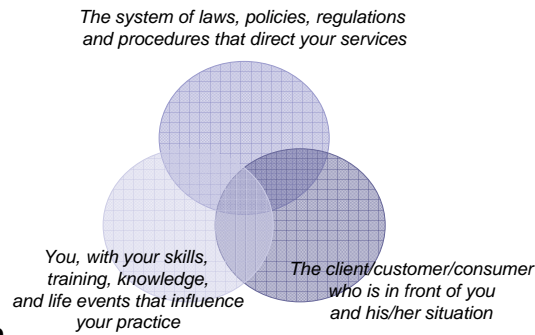 The system of laws, policies, regulations
and procedures that direct your services
You, with your skills,
training, knowledge,
and life events that influence
your practice
The client/customer/consumer
who is in front of you
and his/her situation